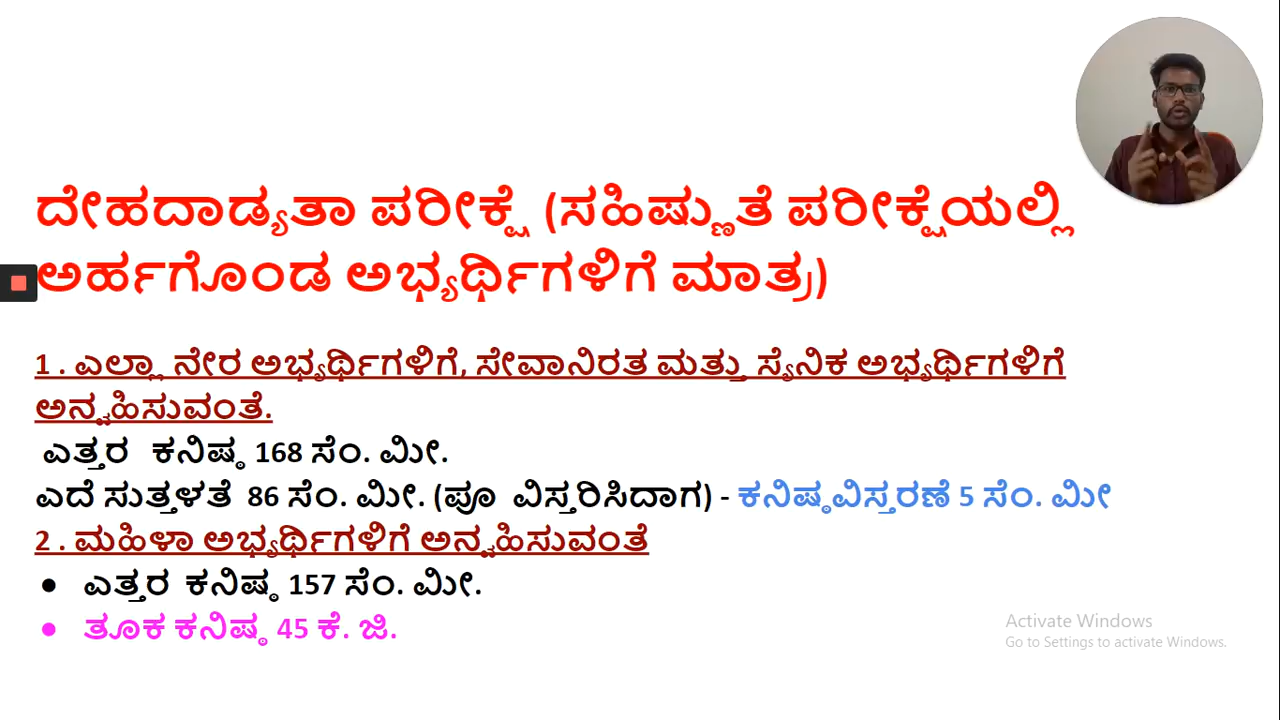 ದೇಹದಾಡ್ಯತಾ ಪರೀಕ್ಷೆ (ಸಹಿಷ್ಣುತೆ ಪರೀಕ್ಷೆಯಲ್ಲಿ
ಅರ್ಹಗೊಂಡ ಅಭ್ಯರ್ಥಿಗಳಿಗೆ ಮಾತ್ರ)
1 . ಎಲ್ಲಾ ನೇರ ಅಭ್ಯರ್ಥಿಗಳಿಗೆ, ಸೇವಾನಿರತ ಮತ್ತು ಸೈನಿಕ ಅಭ್ಯರ್ಥಿಗಳಿಗೆ
ಅನ್ವಹಿಸುವಂತೆ.
ಎತ್ತರ ಕನಿಷ್ಠ 168 ಸೆಂ. ಮೀ.
ಎದೆ ಸುತ್ತಳತೆ 86 ಸೆಂ. ಮೀ. (ಪೂ ವಿಸ್ತರಿಸಿದಾಗ) - ಕನಿಷ್ಠವಿಸ್ತರಣೆ 5 ಸೆಂ. ಮೀ
2 . ಮಹಿಳಾ ಅಭ್ಯರ್ಥಿಗಳಿಗೆ ಅನ್ವಹಿಸುವಂತೆ
● ಎತ್ತರ ಕನಿಷ್ಠ 157 ಸೆಂ. ಮೀ.
● ತೂಕ ಕನಿಷ್ಠ 45 ಕೆ. ಜಿ.
Activate Windows
Go to Settings to activate Windows.